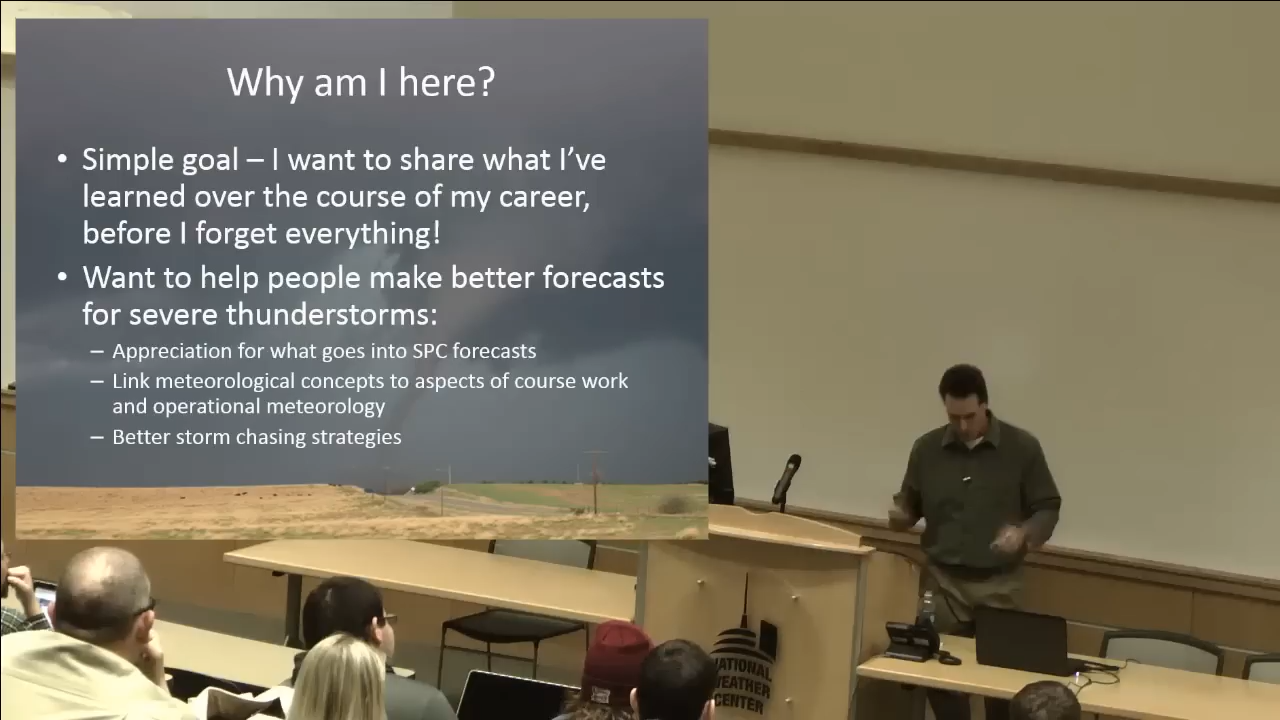 Why am I here?
• Simple goal – I want to share what I've
learned over the course of my career,
before I forget everything!
• Want to help people make better forecasts
for severe thunderstorms:
– Appreciation for what goes into SPC forecasts
– Link meteorological concepts to aspects of course work
and operational meteorology
– Better storm chasing strategies
NATIONAL
WEATHER
CENTER